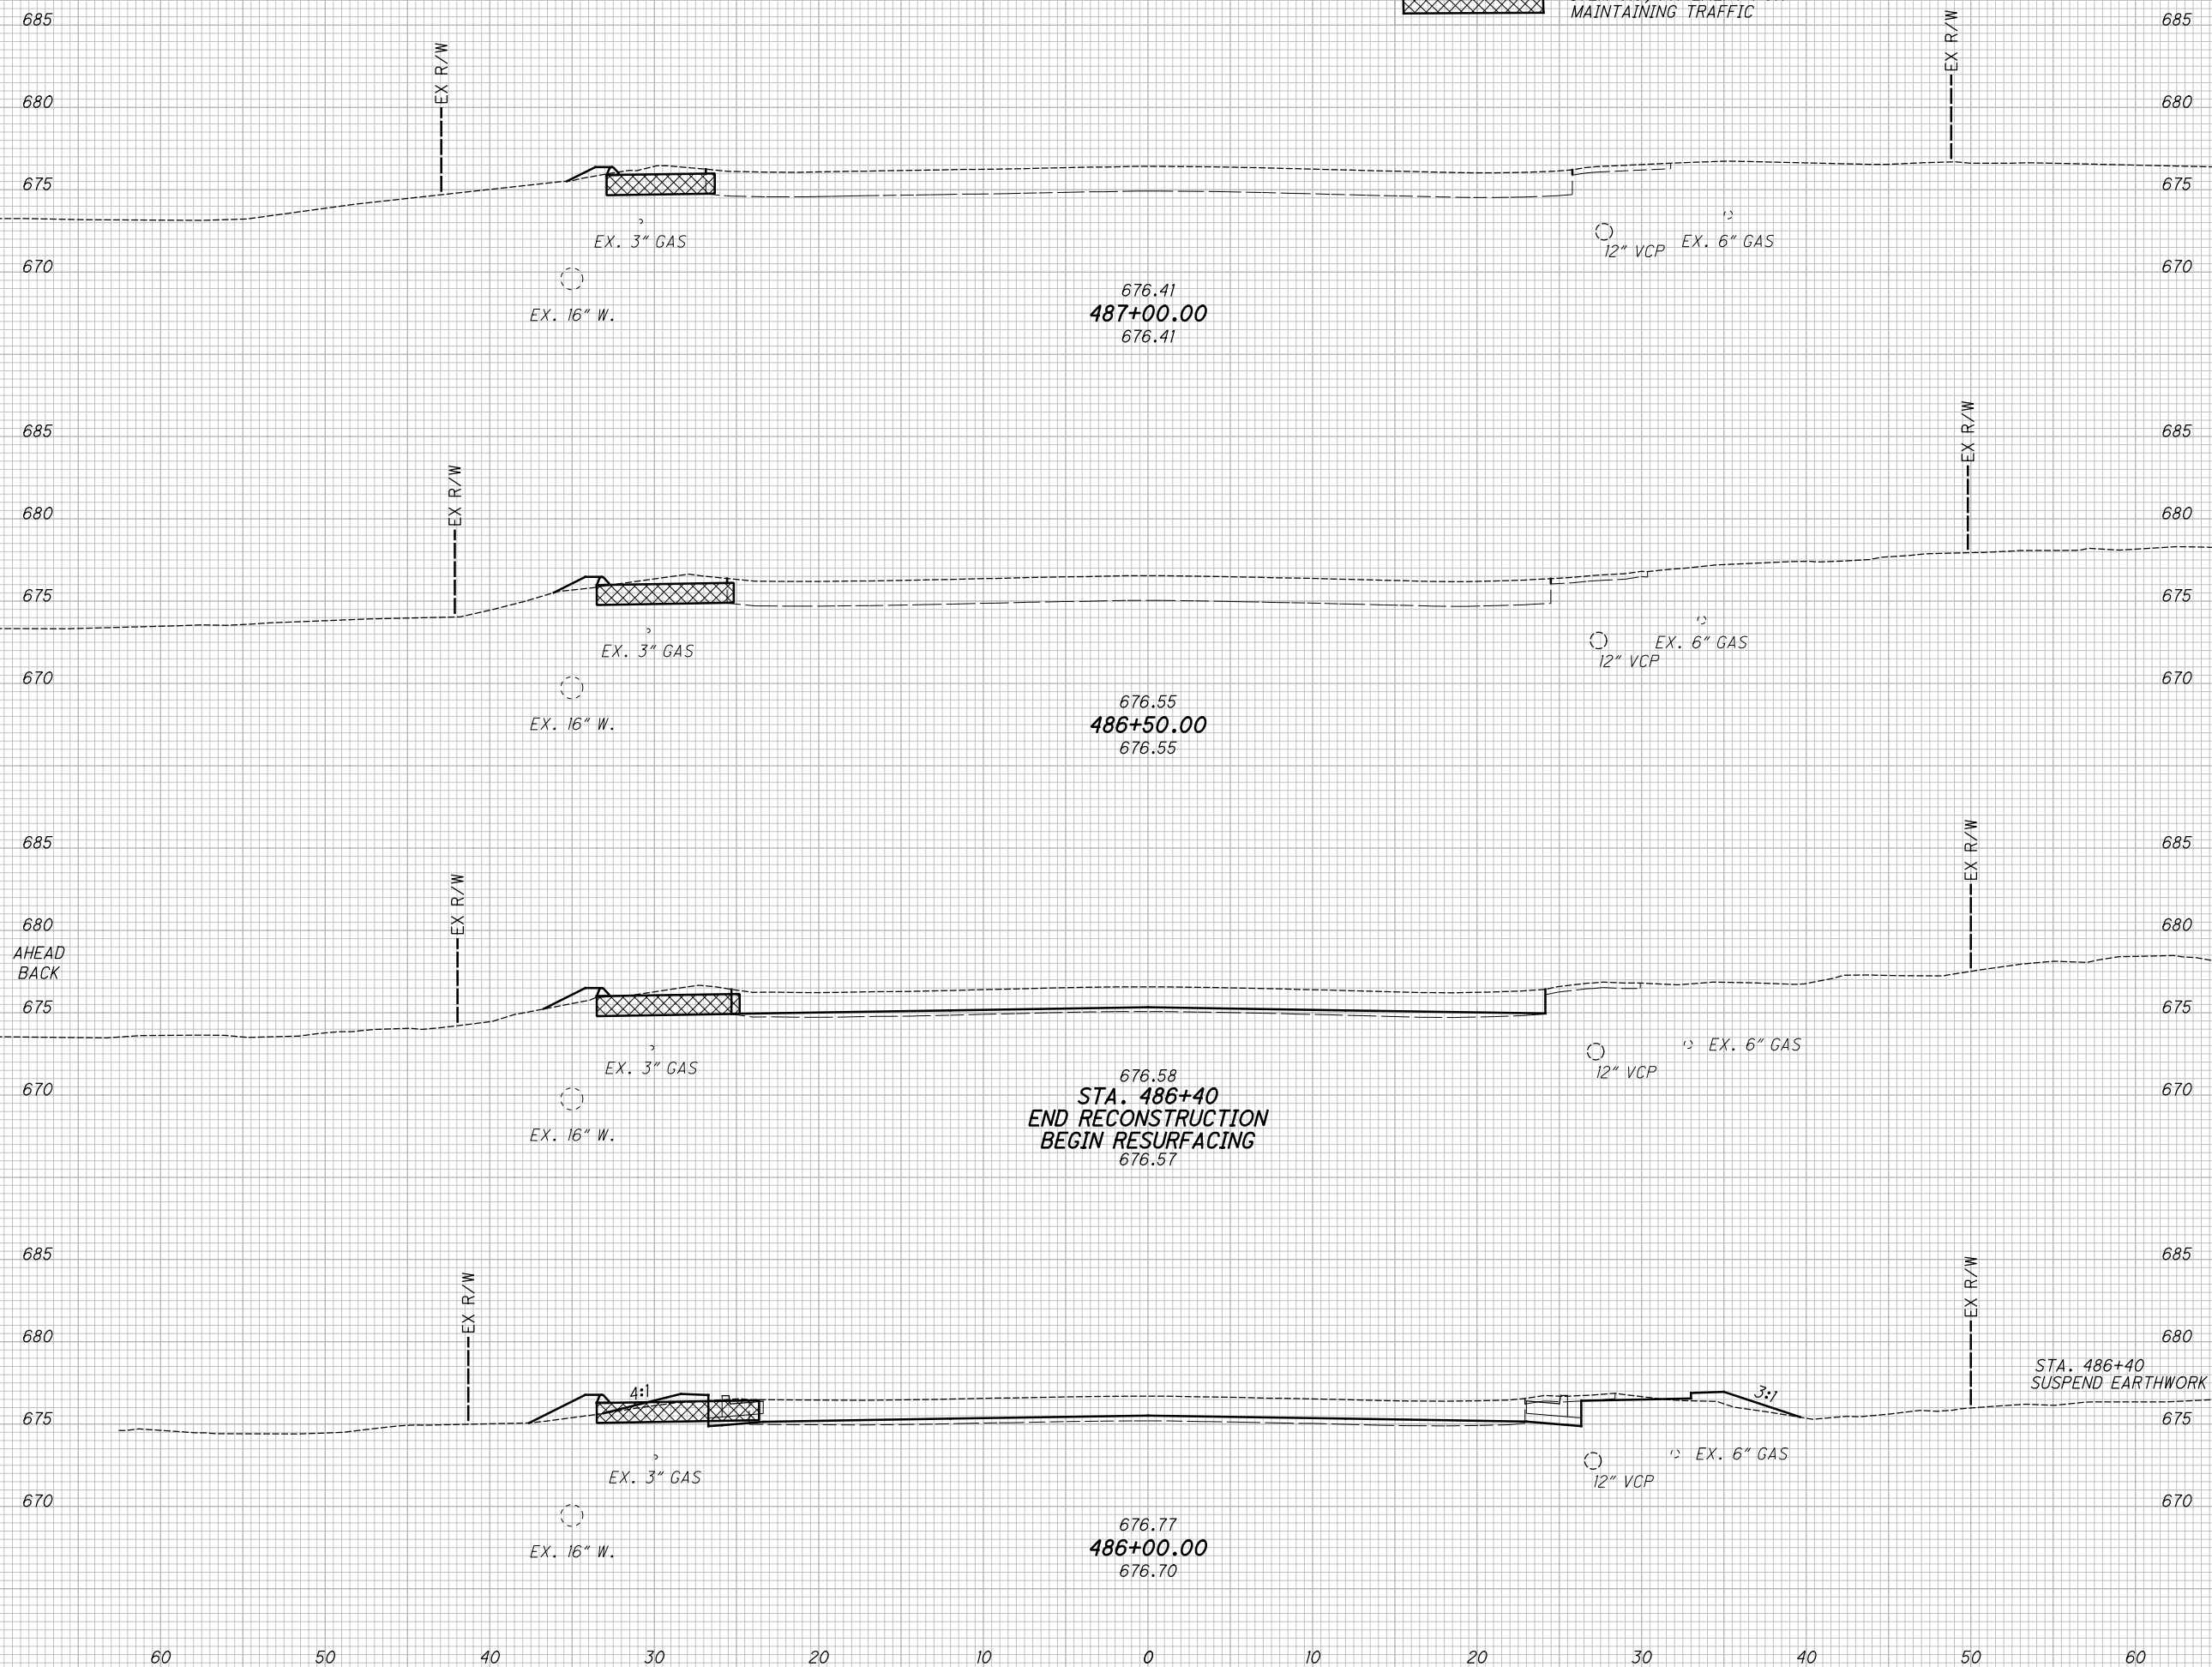 MAINTAINING TRAFFIC
685 685
EX R/W EX R/W
680 680
675 675
EX. 3" GAS 12" VCP EX. 6" GAS
670 670
EX. 16" W.
676.41
487+00.00
676.41
685 685
EX R/W EX R/W
680 680
675 675
EX. 3" GAS 12" VCP EX. 6" GAS
670 670
EX. 16" W.
676.55
486+50.00
676.55
685 685
EX R/W EX R/W
680 680
AHEAD
BACK
675 675
EX. 3" GAS 12" VCP EX. 6" GAS
670 670
EX. 16" W.
676.58
STA. 486+40
END RECONSTRUCTION
BEGIN RESURFACING
676.57
685 685
EX R/W EX R/W
680 680
STA. 486+40
SUSPEND EARTHWORK
4:1 3:1
675 675
EX. 3" GAS 12" VCP EX. 6" GAS
670 670
EX. 16" W.
676.77
486+00.00
676.70
60 50 40 30 20 10 0 10 20 30 40 50 60